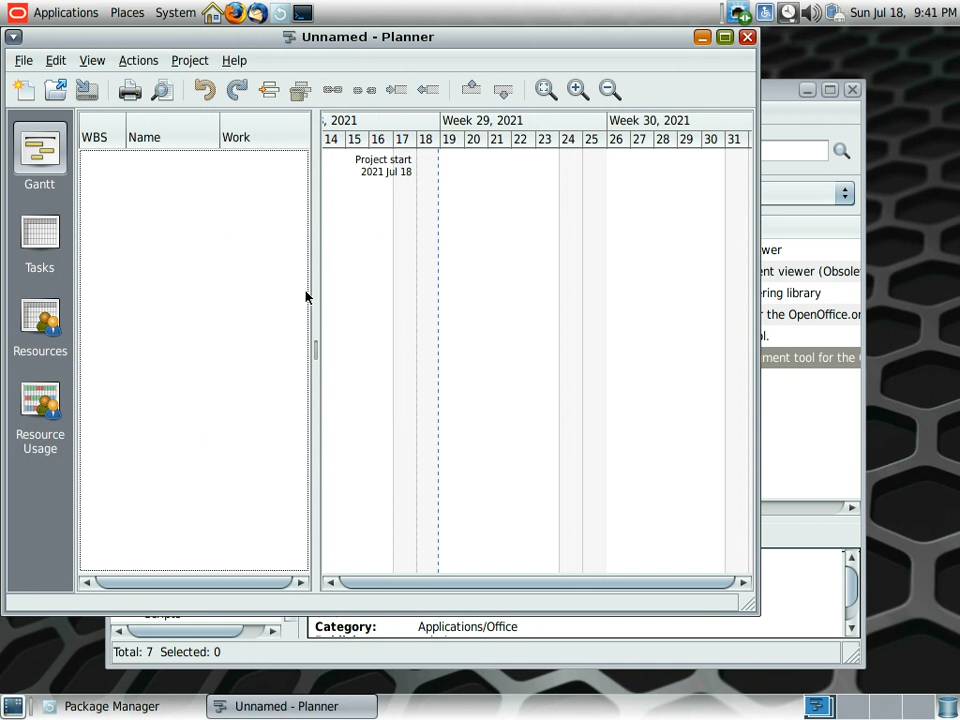 Applications Places System
Sun Jul 18, 9:41 PM
Unnamed - Planner
File Edit View Actions Project Help
WBS Name Work
, 2021 Week 29, 2021 Week 30, 2021
14 15 16 17 18 19 20 21 22 23 24 25 26 27 28 29 30 31
Project start
2021 Jul 18
Gantt
Tasks
Resources
Resource
Usage
wer
ent viewer (Obsole
ering library
r the OpenOffice.or
ol.
ment tool for the
Category: Applications/Office
Total: 7 Selected: 0
Package Manager
Unnamed - Planner